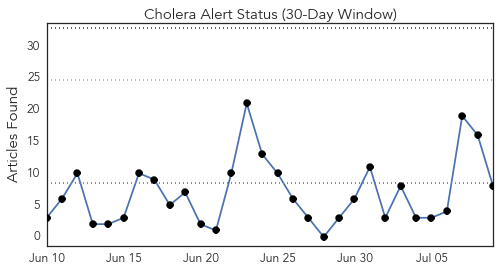 Cholera Alert Status (30-Day Window)
Articles Found
30
25
20
15
10
5
0
Jun 10
Jun 15
Jun 20
Jun 25
Jun 30
Jul 05